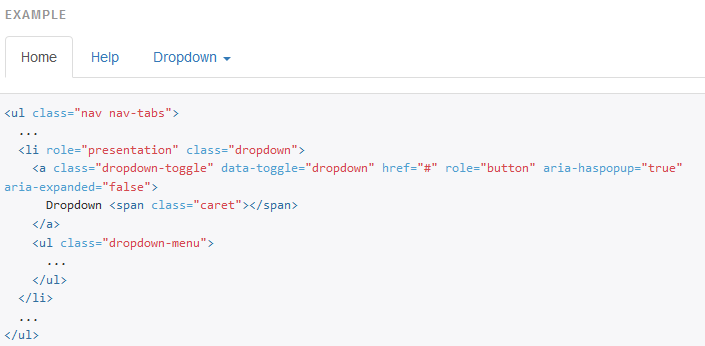 EXAMPLE
Home Help Dropdown
<ul class="nav nav-tabs">
  ...
  <li role="presentation" class="dropdown">
    <a class="dropdown-toggle" data-toggle="dropdown" href="#" role="button" aria-haspopup="true"
aria-expanded="false">
      Dropdown <span class="caret"></span>
    </a>
    <ul class="dropdown-menu">
      ...
    </ul>
  </li>
  ...
</ul>